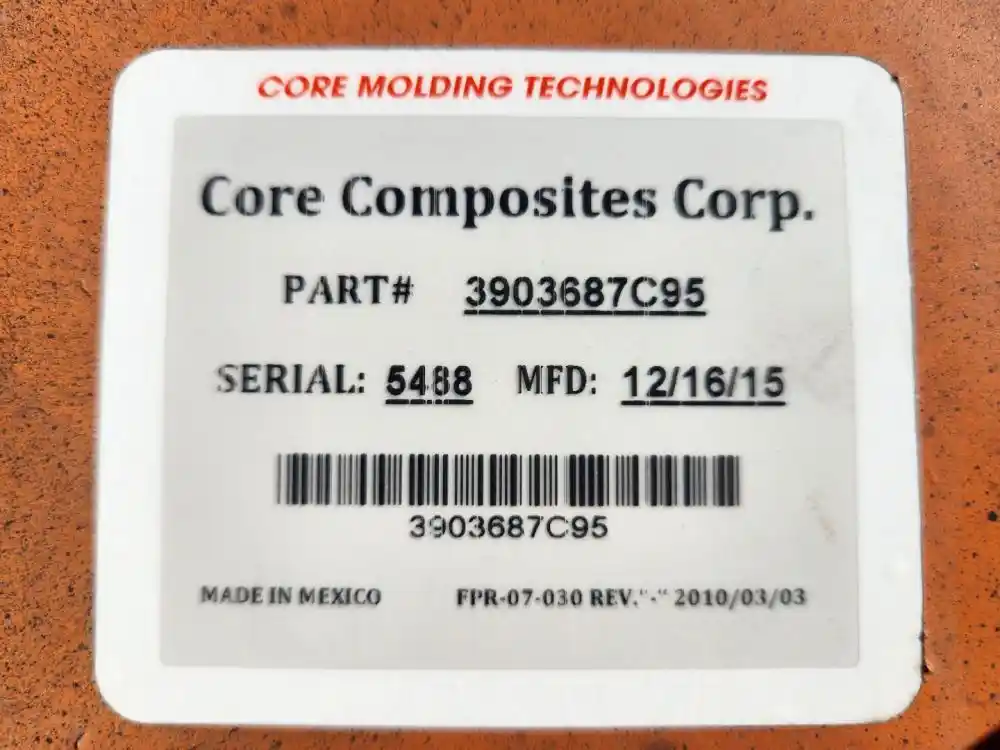 CORE MOLDING TECHNOLOGIES
Core Composites Corp.
PART# 3903687C95
SERIAL: 5488 MFD: 12/16/15
3903687C95
MADE IN MEXICO FPR-07-030 REV."-" 2010/03/03